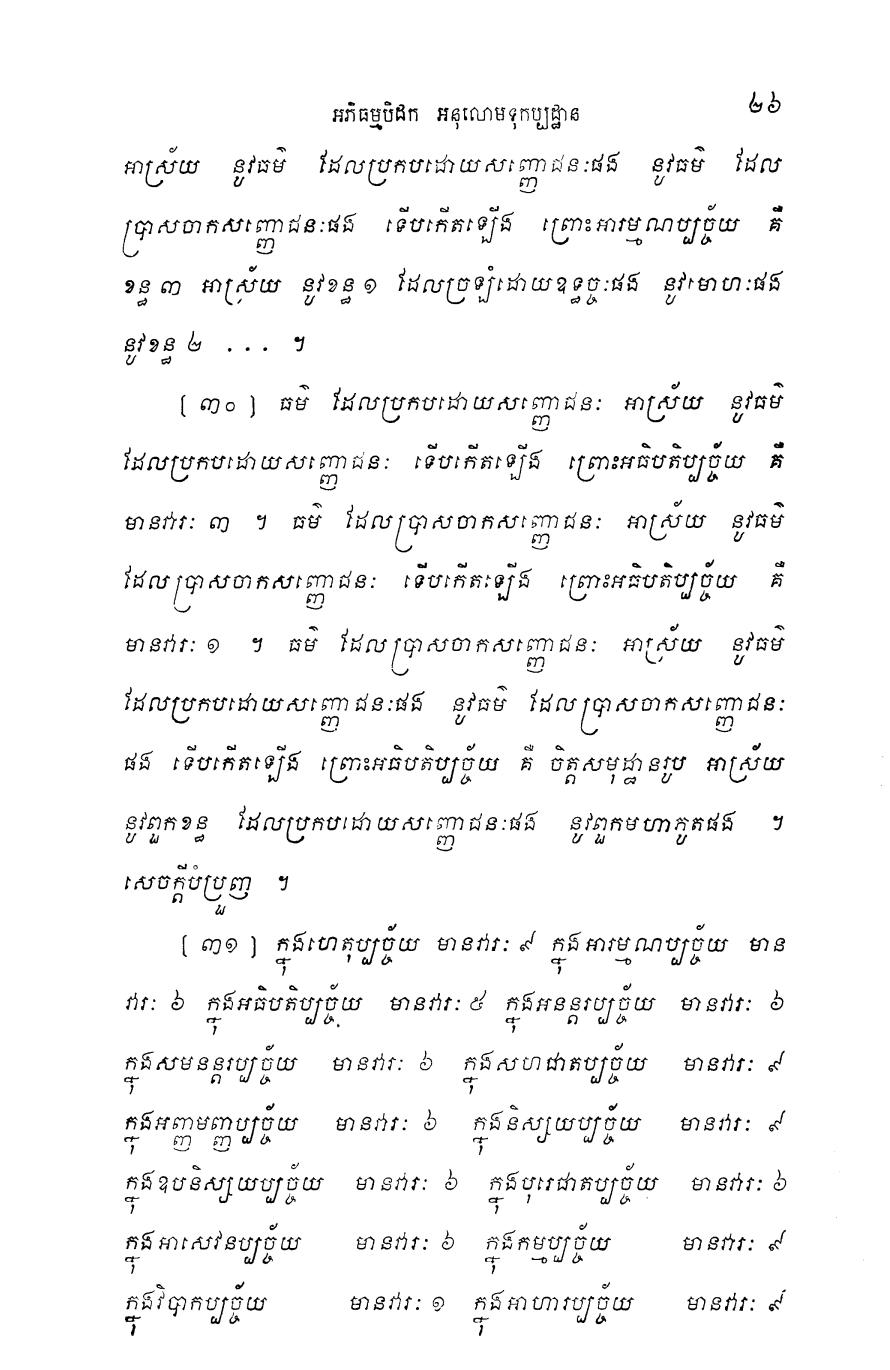 អភិធម្មបិដក អនុលោមទុកប្បដ្ឋាន ២៦
អាស្រ័យ នូវធម៌ ដែលប្រកបដោយសញ្ញោជនៈផង នូវធម៌ ដែល
ប្រាសចាកសញ្ញោជនៈផង ទើបកើតឡើង ព្រោះអារម្មណប្បច្ច័យ គឺ
ខន្ធ ៣ អាស្រ័យ នូវខន្ធ ១ ដែលច្រឡំដោយឧទ្ធច្ចៈផង នូវមោហៈផង
នូវខន្ធ ២ ... ។
[ ៣០ ] ធម៌ ដែលប្រកបដោយសញ្ញោជនៈ អាស្រ័យ នូវធម៌
ដែលប្រកបដោយសញ្ញោជនៈ ទើបកើតឡើង ព្រោះអធិបតិប្បច្ច័យ គឺ
មានវារៈ ៣ ។ ធម៌ ដែលប្រាសចាកសញ្ញោជនៈ អាស្រ័យ នូវធម៌
ដែលប្រាសចាកសញ្ញោជនៈ ទើបកើតឡើង ព្រោះអធិបតិប្បច្ច័យ គឺ
មានវារៈ ១ ។ ធម៌ ដែលប្រាសចាកសញ្ញោជនៈ អាស្រ័យ នូវធម៌
ដែលប្រកបដោយសញ្ញោជនៈផង នូវធម៌ ដែលប្រាសចាកសញ្ញោជនៈ
ផង ទើបកើតឡើង ព្រោះអធិបតិប្បច្ច័យ គឺ ចិត្តសមុដ្ឋានរូប អាស្រ័យ
នូវពួកខន្ធ ដែលប្រកបដោយសញ្ញោជនៈផង នូវពួកមហាភូតផង ។
សេចក្តីបំប្រួញ ។
[ ៣១ ] ក្នុងហេតុប្បច្ច័យ មានវារៈ ៩ ក្នុងអារម្មណប្បច្ច័យ មាន
វារៈ ៦ ក្នុងអធិបតិប្បច្ច័យ មានវារៈ ៥ ក្នុងអនន្តរប្បច្ច័យ មានវារៈ ៦
ក្នុងសមនន្តរប្បច្ច័យ មានវារៈ ៦ ក្នុងសហជាតប្បច្ច័យ មានវារៈ ៩
ក្នុងអញ្ញាមញ្ញប្បច្ច័យ មានវារៈ ៦ ក្នុងនិស្សយប្បច្ច័យ មានវារៈ ៩
ក្នុងឧបនិស្សយប្បច្ច័យ មានវារៈ ៦ ក្នុងបុរេជាតប្បច្ច័យ មានវារៈ ៦
ក្នុងអាសេវនប្បច្ច័យ មានវារៈ ៦ ក្នុងកម្មប្បច្ច័យ មានវារៈ ៩
ក្នុងវិបាកប្បច្ច័យ មានវារៈ ១ ក្នុងអាហារប្បច្ច័យ មានវារៈ ៩